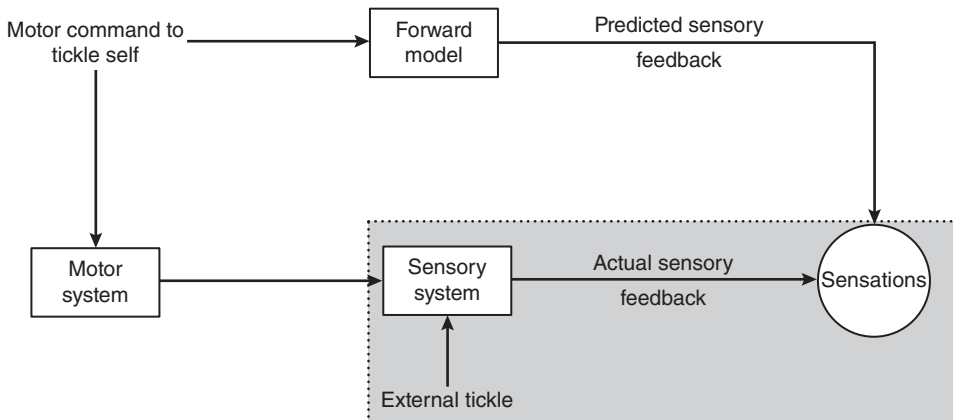 Motor command to
tickle self
Forward
model
Predicted sensory
feedback
Motor
system
Sensory
system
Actual sensory
feedback
Sensations
External tickle